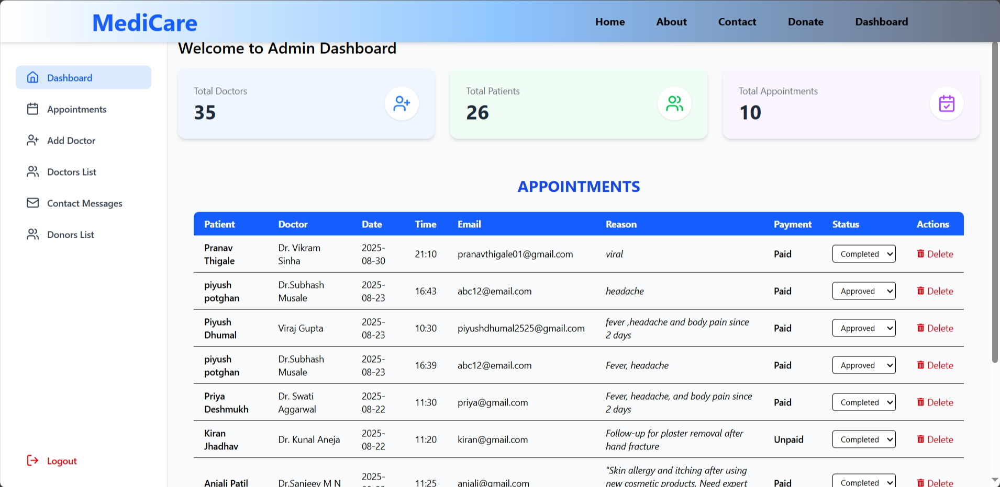 MediCare
Home About Contact Donate Dashboard
Welcome to Admin Dashboard
Dashboard
Appointments
Add Doctor
Doctors List
Contact Messages
Donors List
Logout
Total Doctors
35
Total Patients
26
Total Appointments
10
APPOINTMENTS
Patient Doctor Date Time Email Reason Payment Status Actions
Pranav Dr. Vikram 2025-
Thigale Sinha 08-30 21:10 pranavthigale01@gmail.com viral Paid Completed Delete
piyush Dr.Subhash 2025-
potghan Musale 08-23 16:43 abc12@email.com headache Paid Approved Delete
Piyush 2025- fever ,headache and body pain since
Dhumal Viraj Gupta 08-23 10:30 piyushdhumal2525@gmail.com 2 days Paid Approved Delete
piyush Dr.Subhash 2025-
potghan Musale 08-23 16:39 abc12@email.com Fever, headache Paid Approved Delete
Priya Dr. Swati 2025- Fever, headache, and body pain since
Deshmukh Aggarwal 08-22 11:30 priya@gmail.com 2 days Paid Completed Delete
Kiran 2025- Follow-up for plaster removal after
Jhadhav Dr. Kunal Aneja 08-22 11:20 kiran@gmail.com hand fracture Unpaid Completed Delete
2025- "Skin allergy and itching after using
Anjali Patil Dr.Sanjeev M N 11:25 anjali@gmail.com new cosmetic products. Need expert Paid Completed Delete